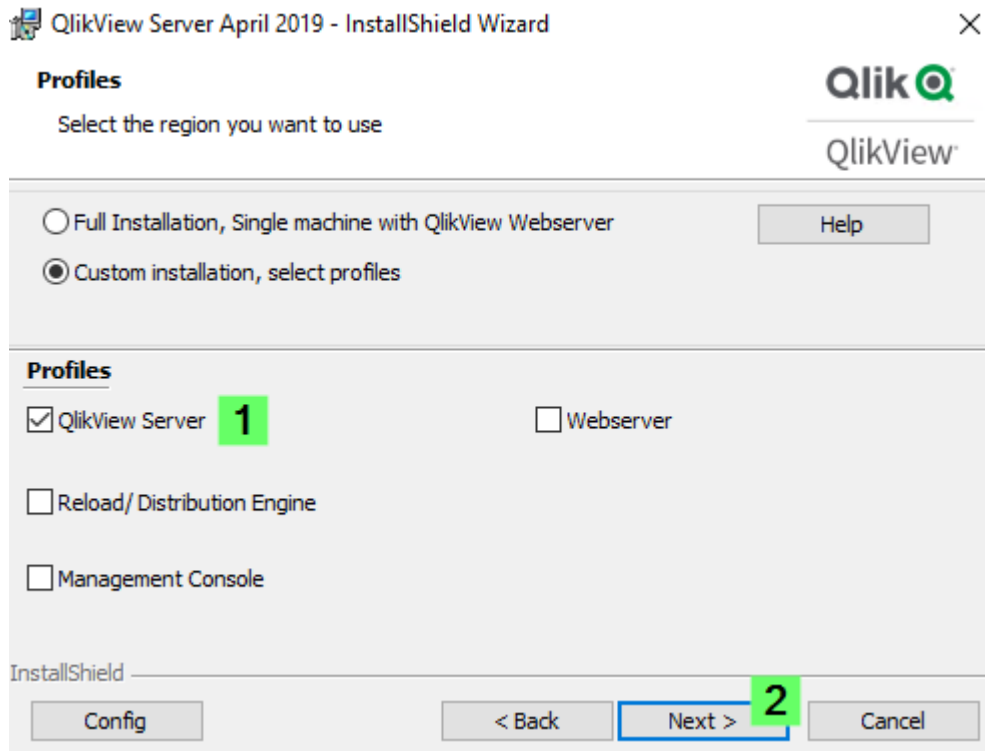 QlikView Server April 2019 - InstallShield Wizard
Profiles
Select the region you want to use
Qlik
QlikView
Full Installation, Single machine with QlikView Webserver
Help
Custom installation, select profiles
Profiles
QlikView Server 1
Webserver
Reload/ Distribution Engine
Management Console
InstallShield
Config
< Back
Next > 2
Cancel